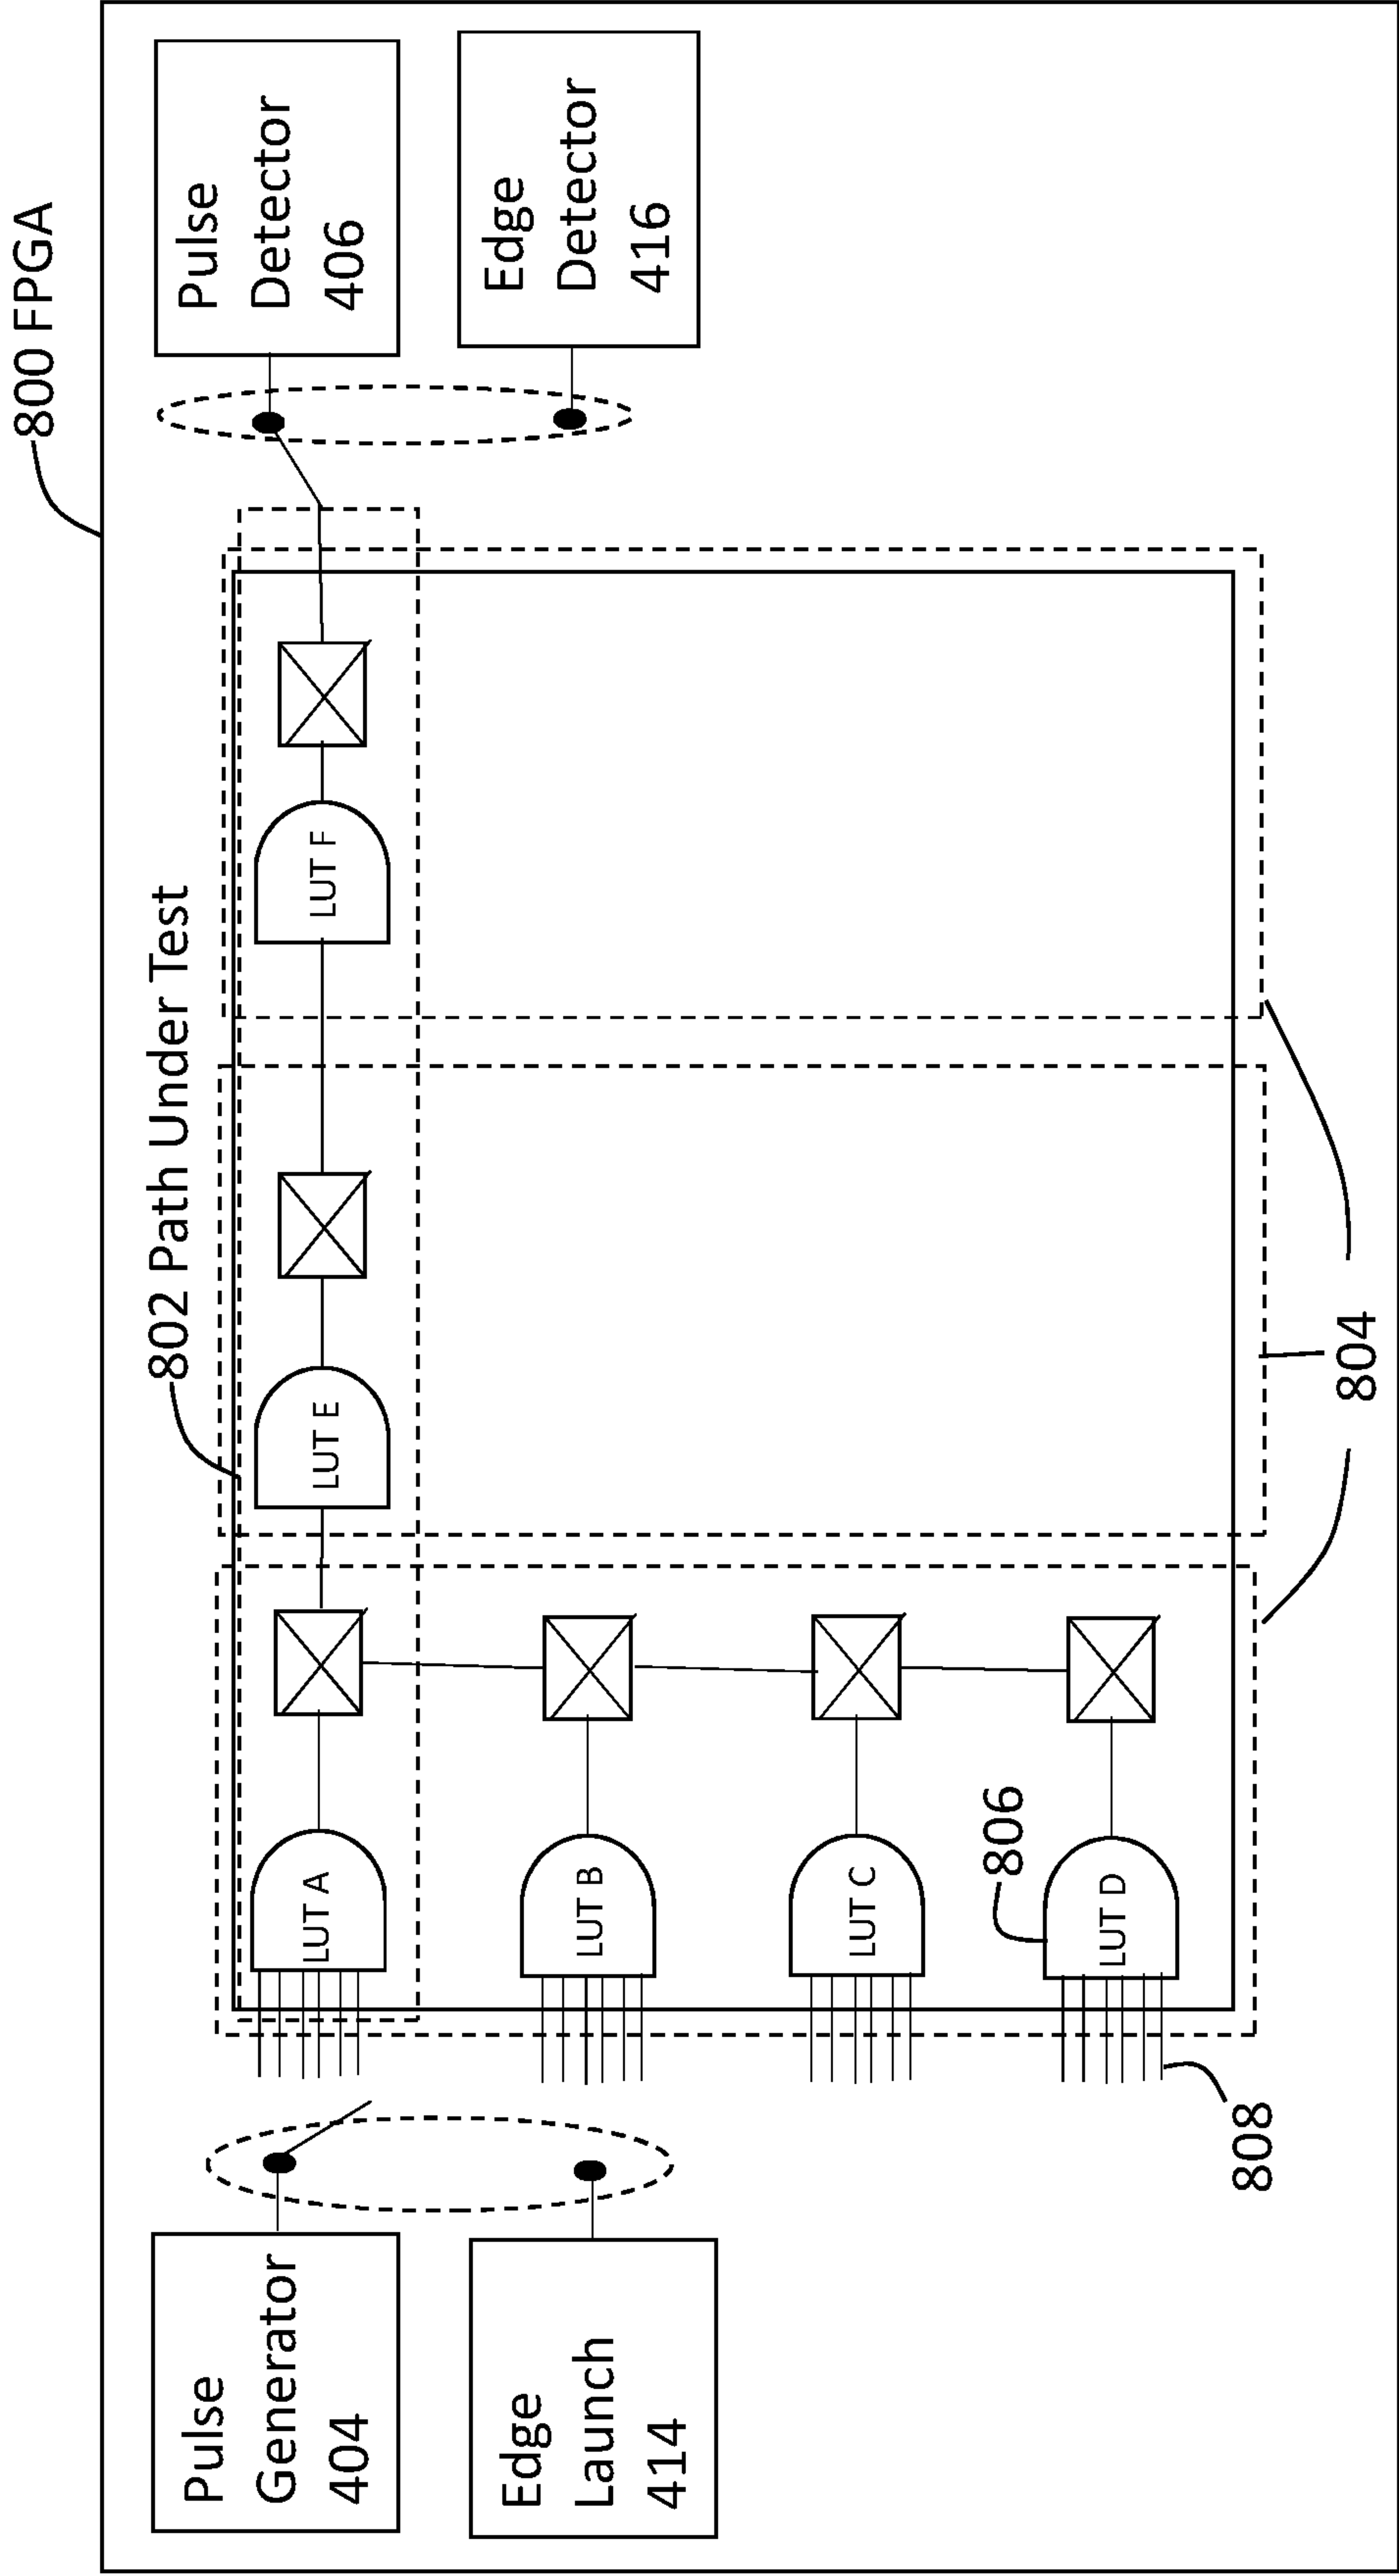 800 FPGA
802 Path Under Test
Pulse
Generator
404
Edge
Launch
414
Pulse
Detector
406
Edge
Detector
416
LUT A
LUT E
LUT F
LUT B
LUT C
LUT D
806
808
804